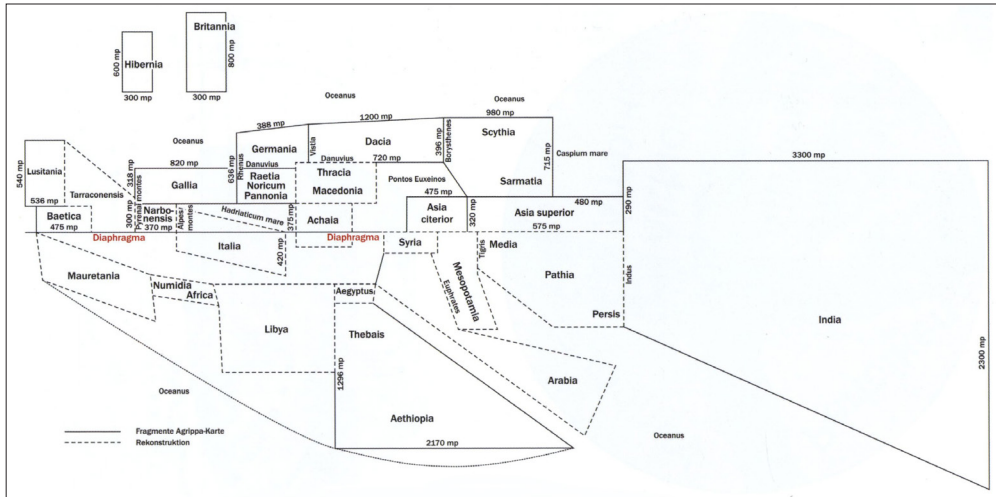 Britannia
800 mp
600 mp
Hibernia
300 mp
300 mp
Oceanus
Oceanus
980 mp
1200 mp
388 mp
Oceanus
Germania
Vistla
Dacia
396 mp
Borysthenes
Scythia
715 mp
Caspium mare
3300 mp
540 mp
Lusitania
Tarraconensis
318 mp
Pyrenaei montes
820 mp
Gallia
636 mp
Rhenus
Danuvius
Raetia
Noricum
Pannonia
Danuvius
720 mp
Thracia
Macedonia
Pontos Euxeinos
475 mp
Sarmatia
480 mp
290 mp
536 mp
Baetica
475 mp
300 mp
Narbo-
nensis
370 mp
Alpes
montes
Hadriaticum mare
375 mp
Achaia
Asia
citerior
320 mp
Asia superior
575 mp
Diaphragma
Italia
420 mp
Diaphragma
Syria
Tigris
Media
Mauretania
Numidia
Africa
Aegyptus
Euphrates
Mesopotamia
Pathia
Indus
Persis
India
2300 mp
Libya
Thebais
1296 mp
Arabia
Oceanus
Aethiopia
2170 mp
Oceanus
Fragmente Agrippa-Karte
Rekonstruktion